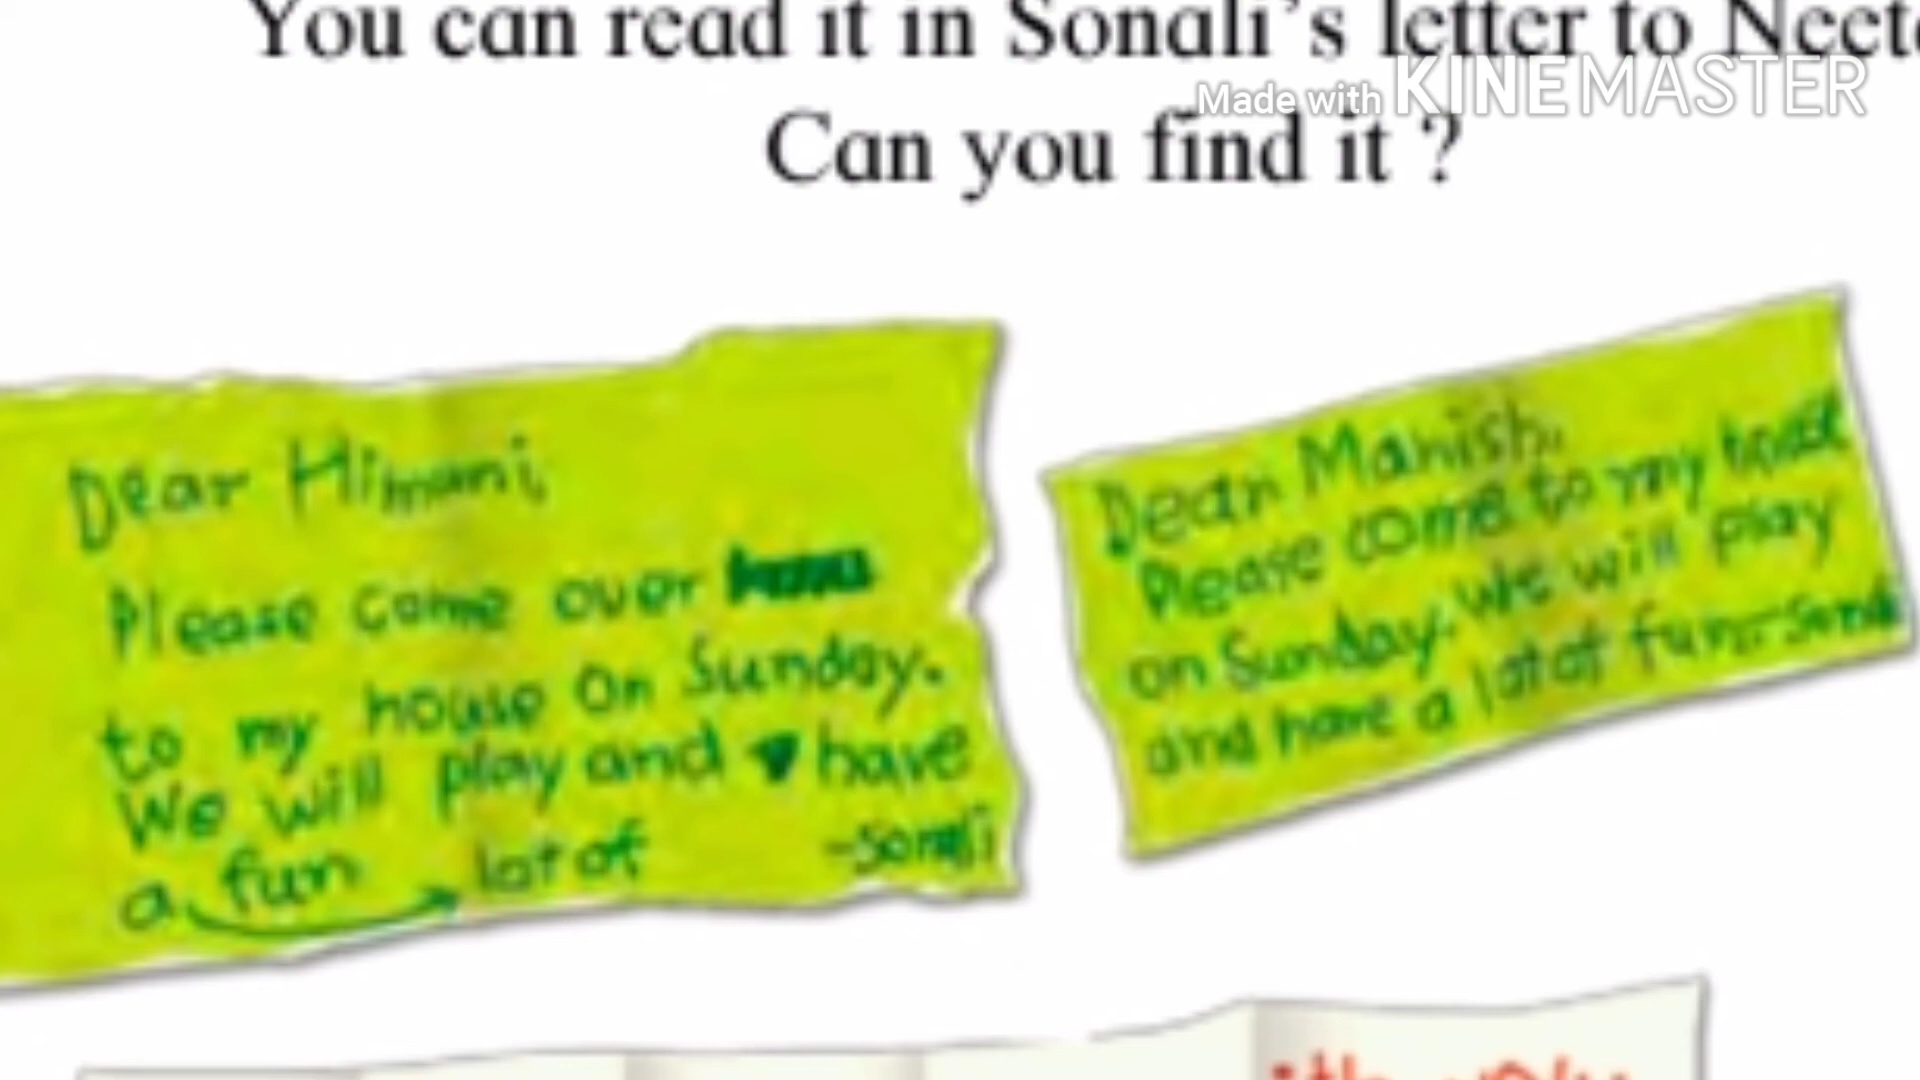 You can read it in Sonali's letter to Neet
Made with KINEMASTER
Can you find it ?
Dear Himani,
Please come over
to my house on Sunday.
We will play and have
a fun lot of -Sonali
Dear Manish,
Please come to my
on Sunday. We will play
and have a lot of fun.-